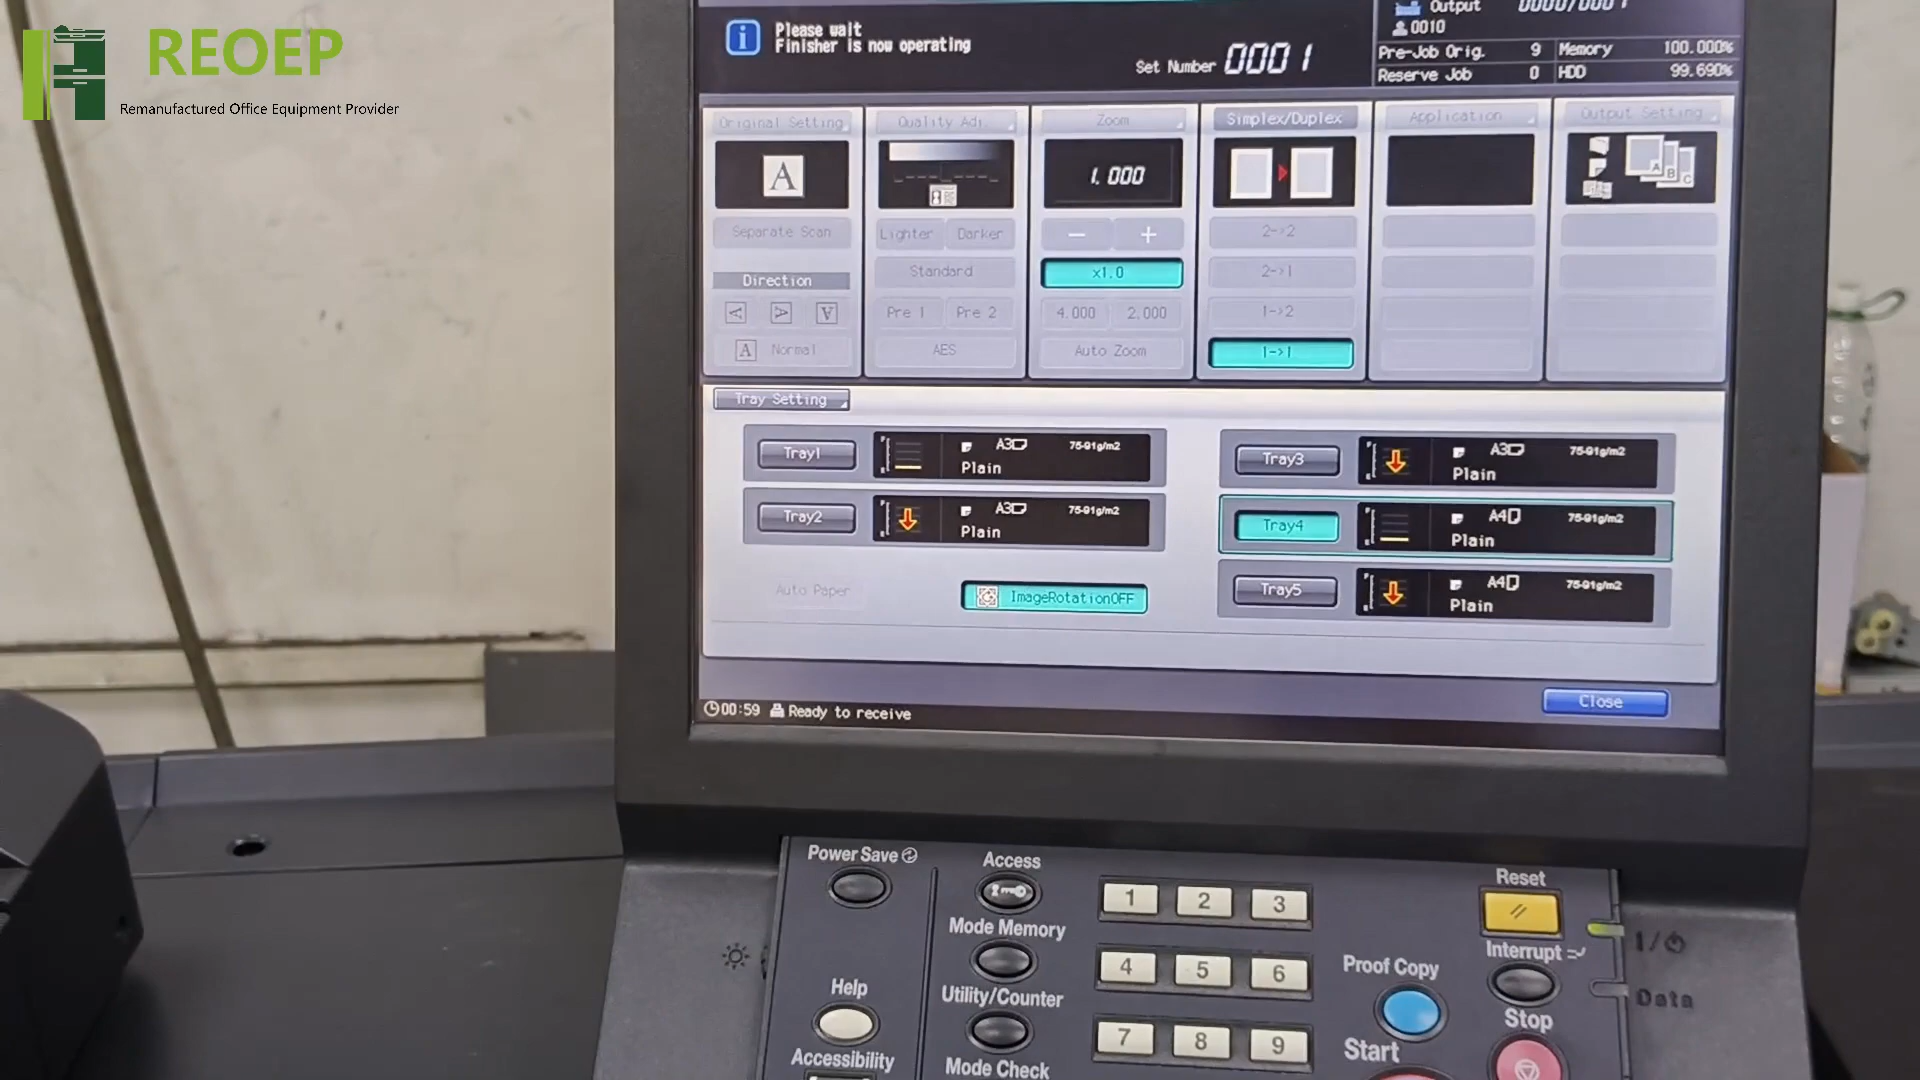 REOEP
Remanufactured Office Equipment Provider
Please wait
Finisher is now operating
Set Number 0001
Output
0010
Pre-Job Orig. 9
Memory 100.000%
Reserve Job 0
HDD 99.690%
Original Setting
Quality Adj.
Zoom
Simplex/Duplex
Application
Output Setting
A
1.000
A B C
Separate Scan
Lighter
Darker
−
+
2->2
Direction
Standard
x1.0
2->1
Pre 1
Pre 2
4.000
2.000
1->2
A Normal
AES
Auto Zoom
1->1
Tray Setting
Tray1
A3
75-91g/m2
Plain
Tray3
A3
75-91g/m2
Plain
Tray2
A3
75-91g/m2
Plain
Tray4
A4
75-91g/m2
Plain
Auto Paper
ImageRotationOFF
Tray5
A4
75-91g/m2
Plain
Close
00:59
Ready to receive
Power Save
Access
1 2 3
Reset
Mode Memory
4 5 6
Proof Copy
Interrupt
Data
Help
Utility/Counter
7 8 9
Start
Stop
Accessibility
Mode Check